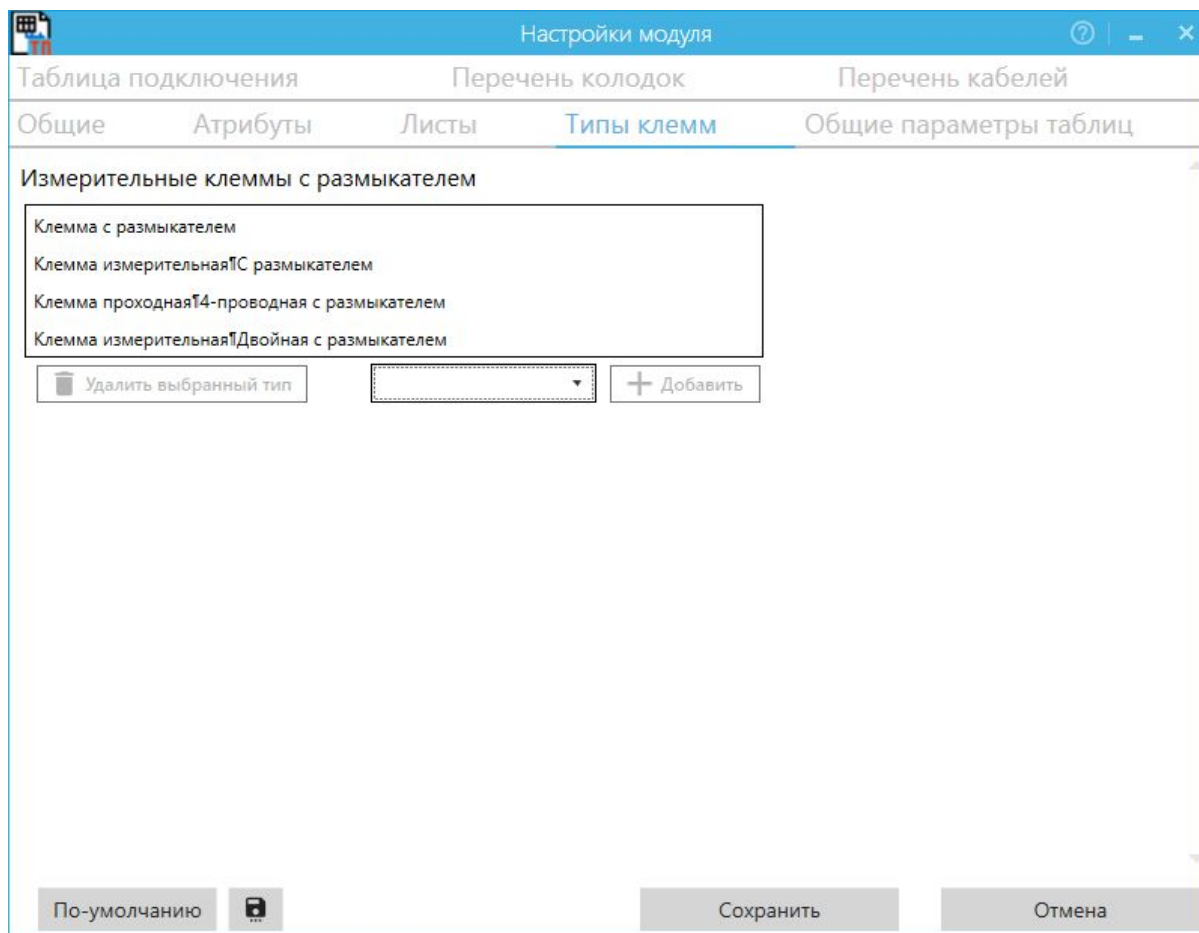 ТП
Настройки модуля
Таблица подключения Перечень колодок Перечень кабелей
Общие Атрибуты Листы Типы клемм Общие параметры таблиц
Измерительные клеммы с размыкателем
Клемма с размыкателем
Клемма измерительная¶С размыкателем
Клемма проходная¶4-проводная с размыкателем
Клемма измерительная¶Двойная с размыкателем
Удалить выбранный тип Добавить
По-умолчанию Сохранить Отмена